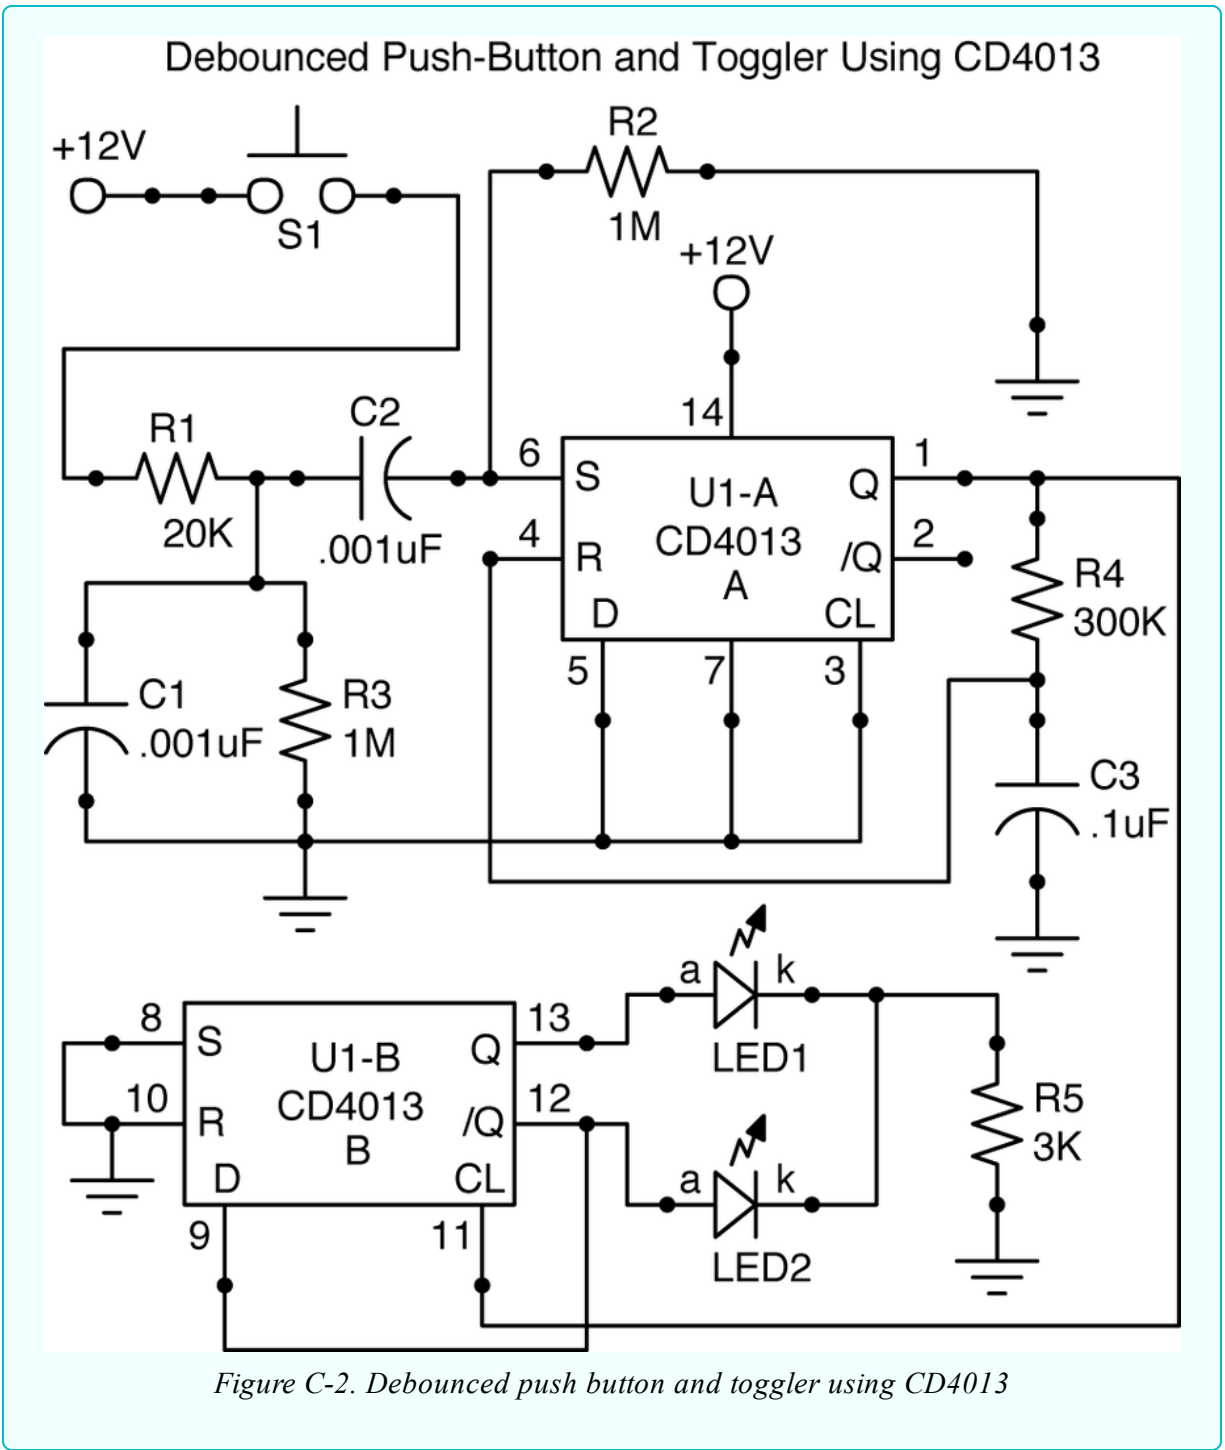 Debounced Push-Button and Toggler Using CD4013
R2
+12V
S1
1M
+12V
14
C2
R1
6
S
1
Q
U1-A
20K
.001uF
4
R
CD4013
2
/Q
A
R4
300K
D
CL
5
7
3
C1
.001uF
R3
1M
C3
.1uF
a
k
LED1
8
S
13
Q
U1-B
10
R
CD4013
12
/Q
B
R5
3K
D
CL
a
k
9
11
LED2
Figure C-2. Debounced push button and toggler using CD4013